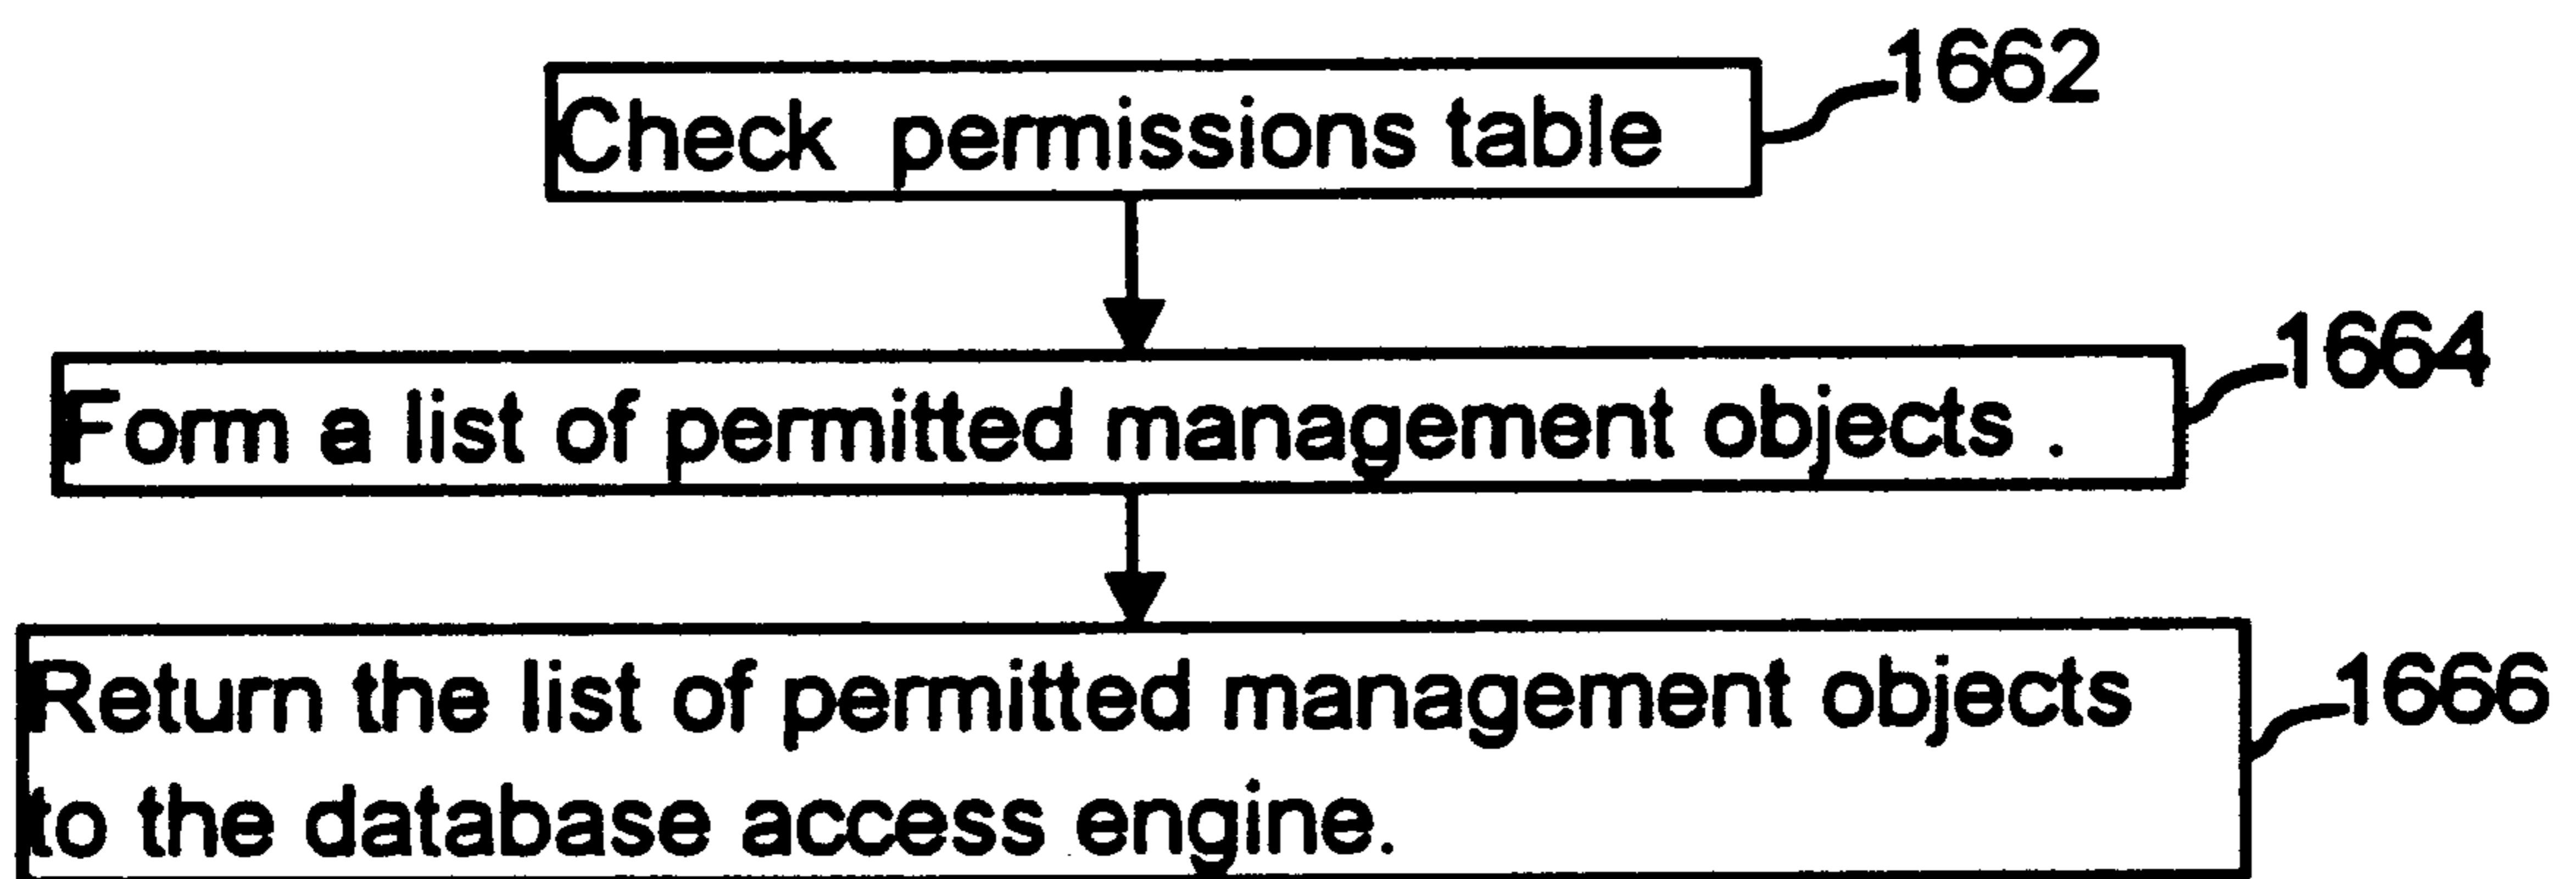 1662
Check permissions table
1664
Form a list of permitted management objects .
1666
Return the list of permitted management objects
to the database access engine.